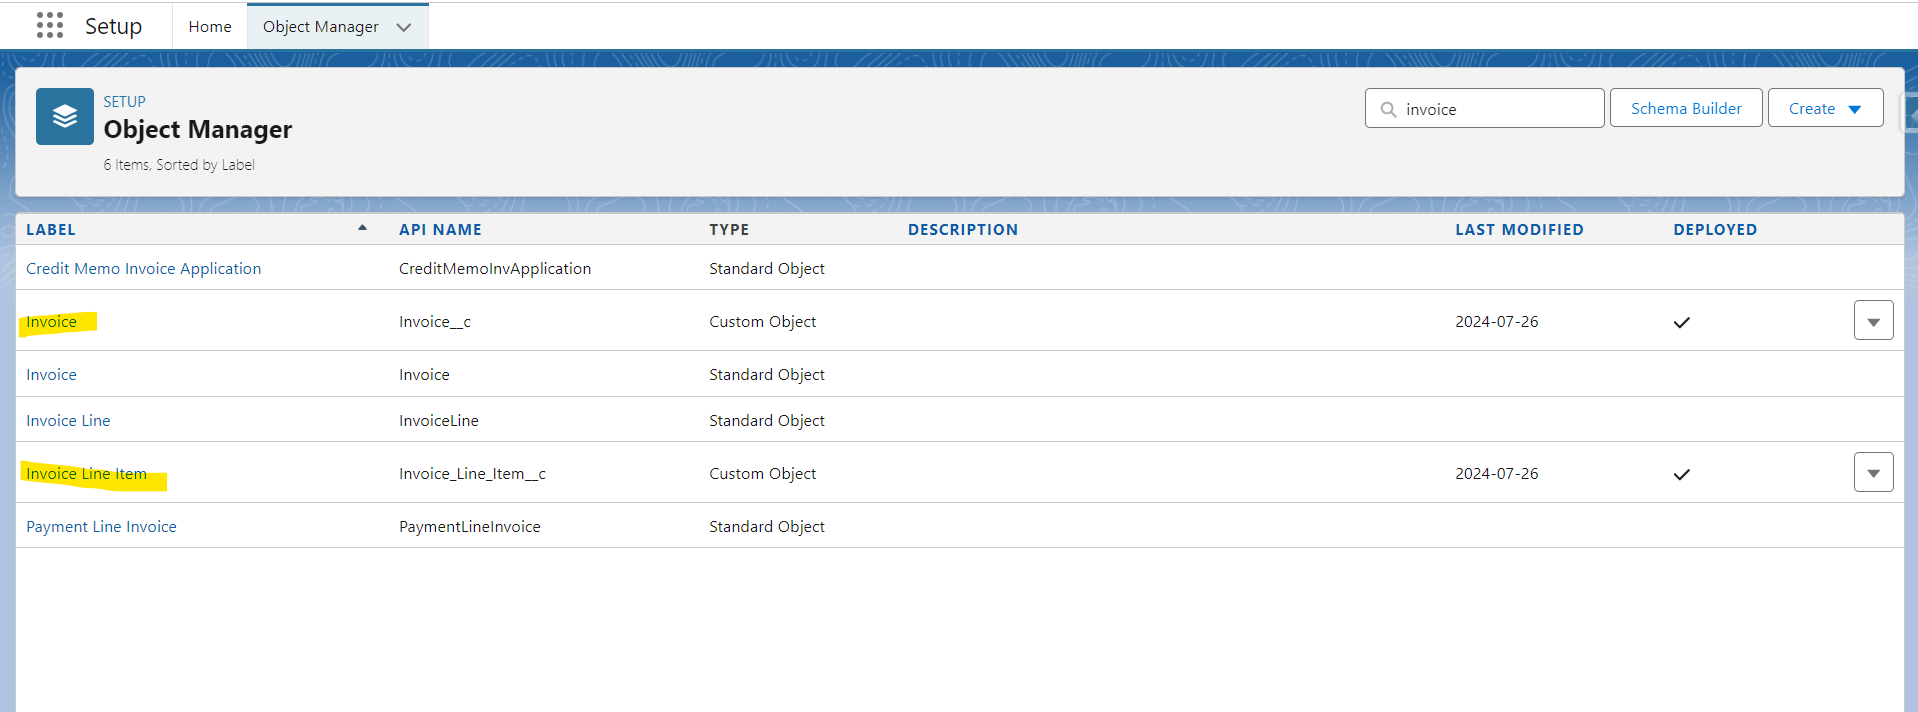 Setup Home Object Manager
SETUP
Object Manager
6 Items, Sorted by Label
invoice
Schema Builder
Create
LABEL API NAME TYPE DESCRIPTION LAST MODIFIED DEPLOYED
Credit Memo Invoice Application CreditMemoInvApplication Standard Object
Invoice Invoice__c Custom Object 2024-07-26
Invoice Invoice Standard Object
Invoice Line InvoiceLine Standard Object
Invoice Line Item Invoice_Line_Item__c Custom Object 2024-07-26
Payment Line Invoice PaymentLineInvoice Standard Object